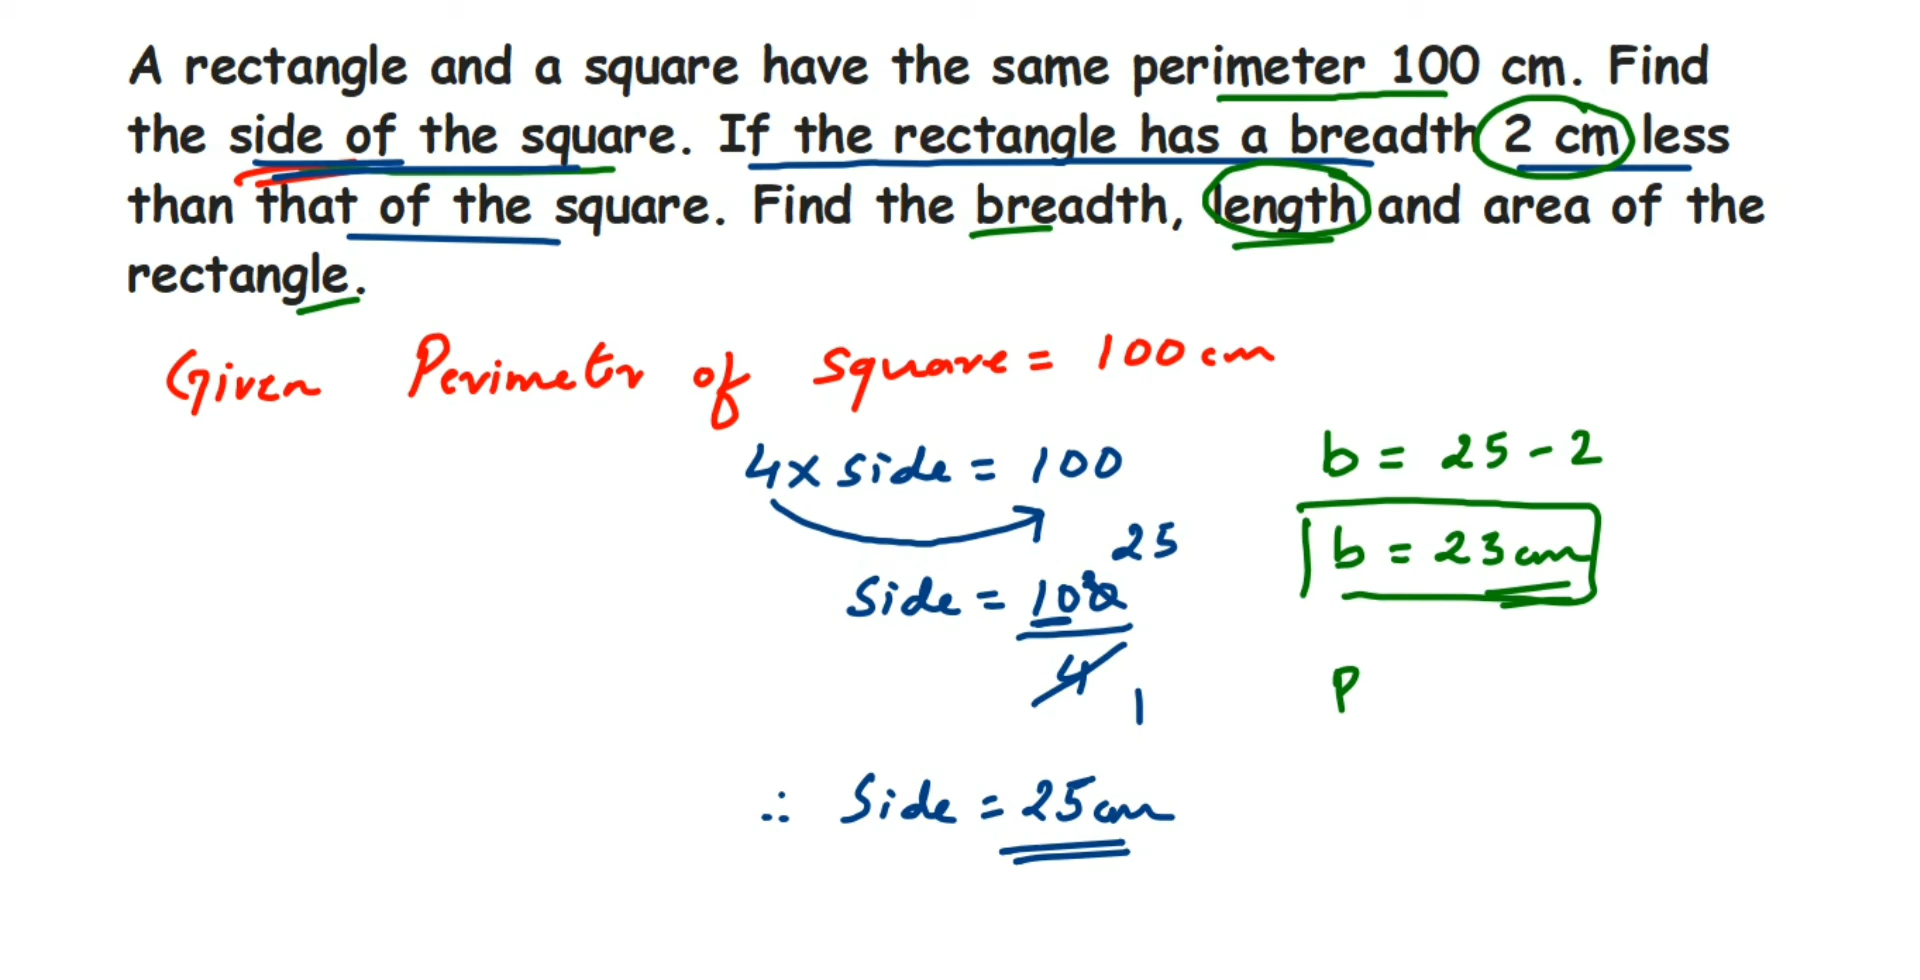 A rectangle and a square have the same perimeter 100 cm. Find
the side of the square. If the rectangle has a breadth 2 cm less
than that of the square. Find the breadth, length and area of the
rectangle.
Given Perimeter of square = 100 cm
4 x side = 100
25
Side = 100
4
1
∴ Side = 25 cm
b = 25 - 2
b = 23 cm
P